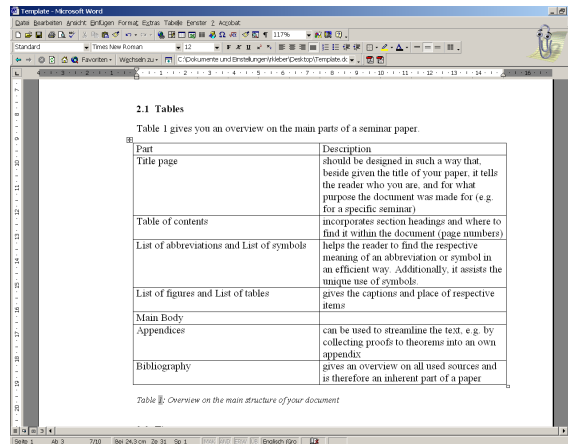 Template - Microsoft Word
Datei Bearbeiten Ansicht Einfügen Format Extras Tabelle Fenster ? Acrobat
117%
Standard Times New Roman 12 F K U
Favoriten Wechseln zu C:\Dokumente und Einstellungen\rkleber\Desktop\Template.dc
2.1 Tables
Table 1 gives you an overview on the main parts of a seminar paper.
Part Description
Title page should be designed in such a way that,
beside given the title of your paper, it tells
the reader who you are, and for what
purpose the document was made for (e.g.
for a specific seminar)
Table of contents incorporates section headings and where to
find it within the document (page numbers)
List of abbreviations and List of symbols helps the reader to find the respective
meaning of an abbreviation or symbol in
an efficient way. Additionally, it assists the
unique use of symbols.
List of figures and List of tables gives the captions and place of respective
items
Main Body
Appendices can be used to streamline the text, e.g. by
collecting proofs to theorems into an own
appendix
Bibliography gives an overview on all used sources and
is therefore an inherent part of a paper
Table 1: Overview on the main structure of your document
Seite 1 Ab 3 7/10 Bei 24,3 cm Ze 31 Sp 1 MAK ÄND ERW ÜB Englisch (Gro